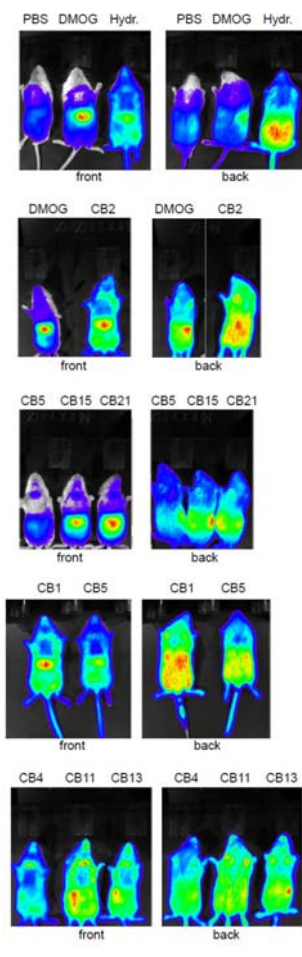 PBS DMOG Hydr. PBS DMOG Hydr.
front back
DMOG CB2 DMOG CB2
front back
CB5 CB15 CB21 CB5 CB15 CB21
front back
CB1 CB5 CB1 CB5
front back
CB4 CB11 CB13 CB4 CB11 CB13
front back